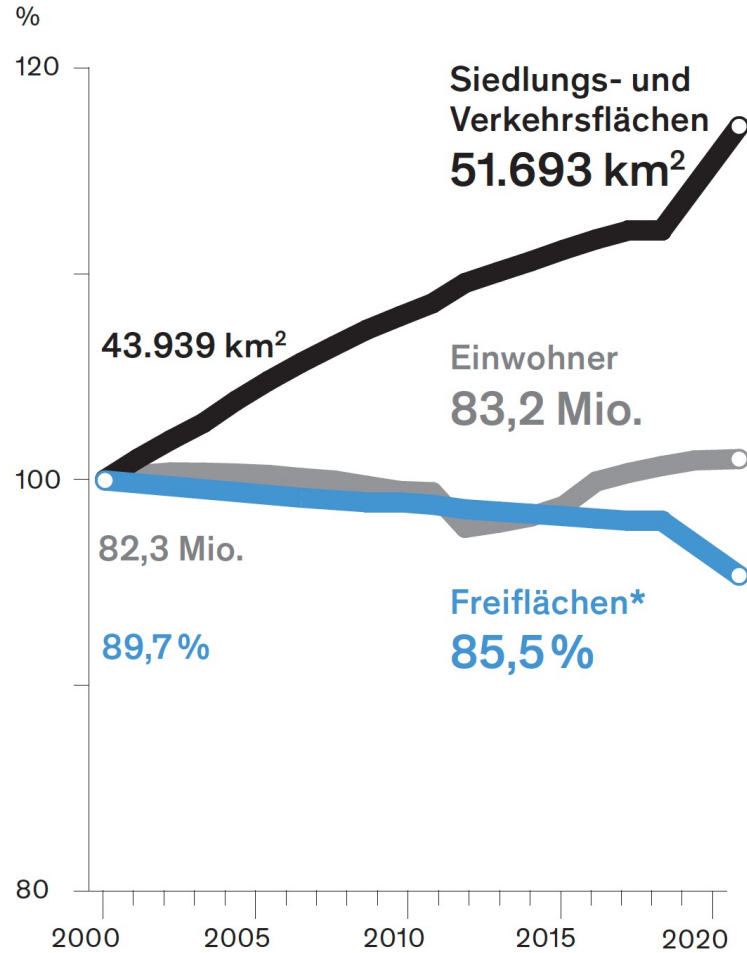 %
120
Siedlungs- und
Verkehrsflächen
51.693 km²
43.939 km²
Einwohner
83,2 Mio.
100
82,3 Mio.
Freiflächen*
89,7 %
85,5 %
80
2000 2005 2010 2015 2020